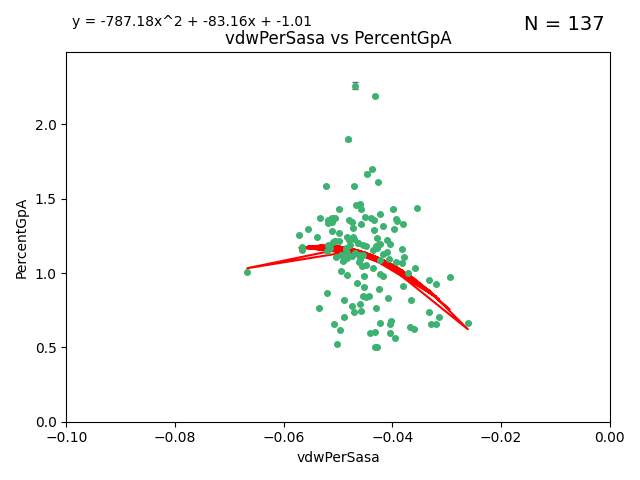 y = -787.18x^2 + -83.16x + -1.01
N = 137
vdwPerSasa vs PercentGpA
PercentGpA
2.0
1.5
1.0
0.5
0.0
−0.10 −0.08 −0.06 −0.04 −0.02 0.00
vdwPerSasa